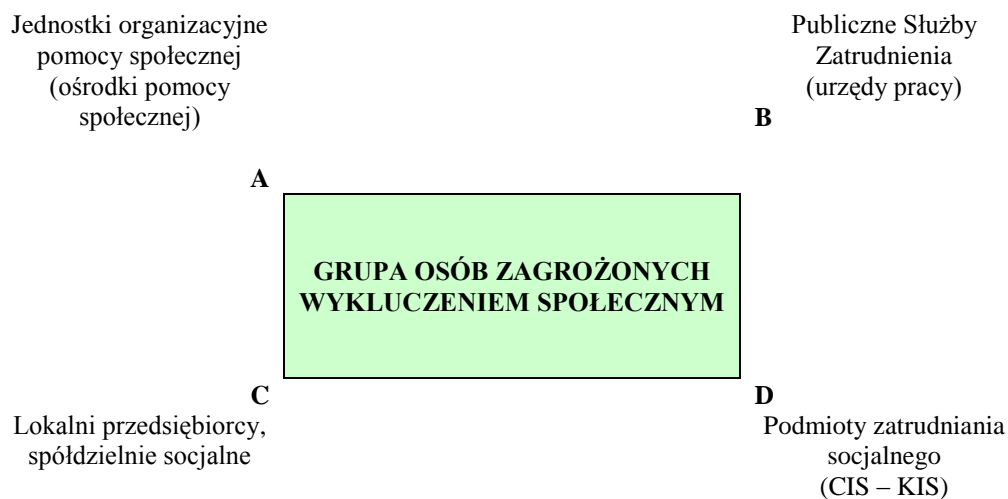 Jednostki organizacyjne
pomocy społecznej
(ośrodki pomocy
społecznej)
Publiczne Służby
Zatrudnienia
(urzędy pracy)
B
A
GRUPA OSÓB ZAGROŻONYCH
WYKLUCZENIEM SPOŁECZNYM
C
Lokalni przedsiębiorcy,
spółdzielnie socjalne
D
Podmioty zatrudniania
socjalnego
(CIS – KIS)